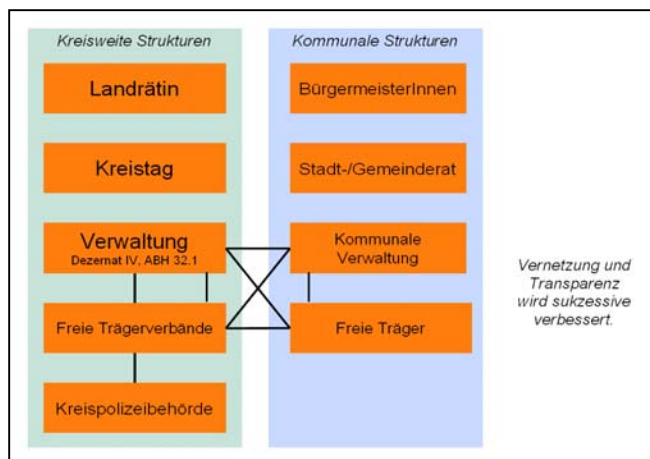 Kreisweite Strukturen
Landrätin
Kreistag
Verwaltung
Dezernat IV, ABH 32.1
Freie Trägerverbände
Kreispolizeibehörde
Kommunale Strukturen
BürgermeisterInnen
Stadt-/Gemeinderat
Kommunale
Verwaltung
Freie Träger
Vernetzung und
Transparenz
wird sukzessive
verbessert.